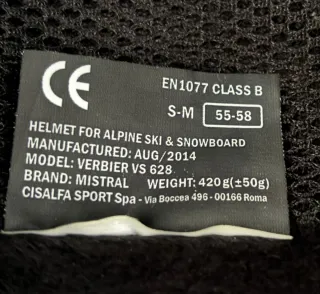 CE
EN1077 CLASS B
S-M 55-58
HELMET FOR ALPINE SKI & SNOWBOARD
MANUFACTURED: AUG/2014
MODEL: VERBIER VS 628
BRAND: MISTRAL WEIGHT: 420g(±50g)
CISALFA SPORT Spa - Via Boccea 496 - 00166 Roma